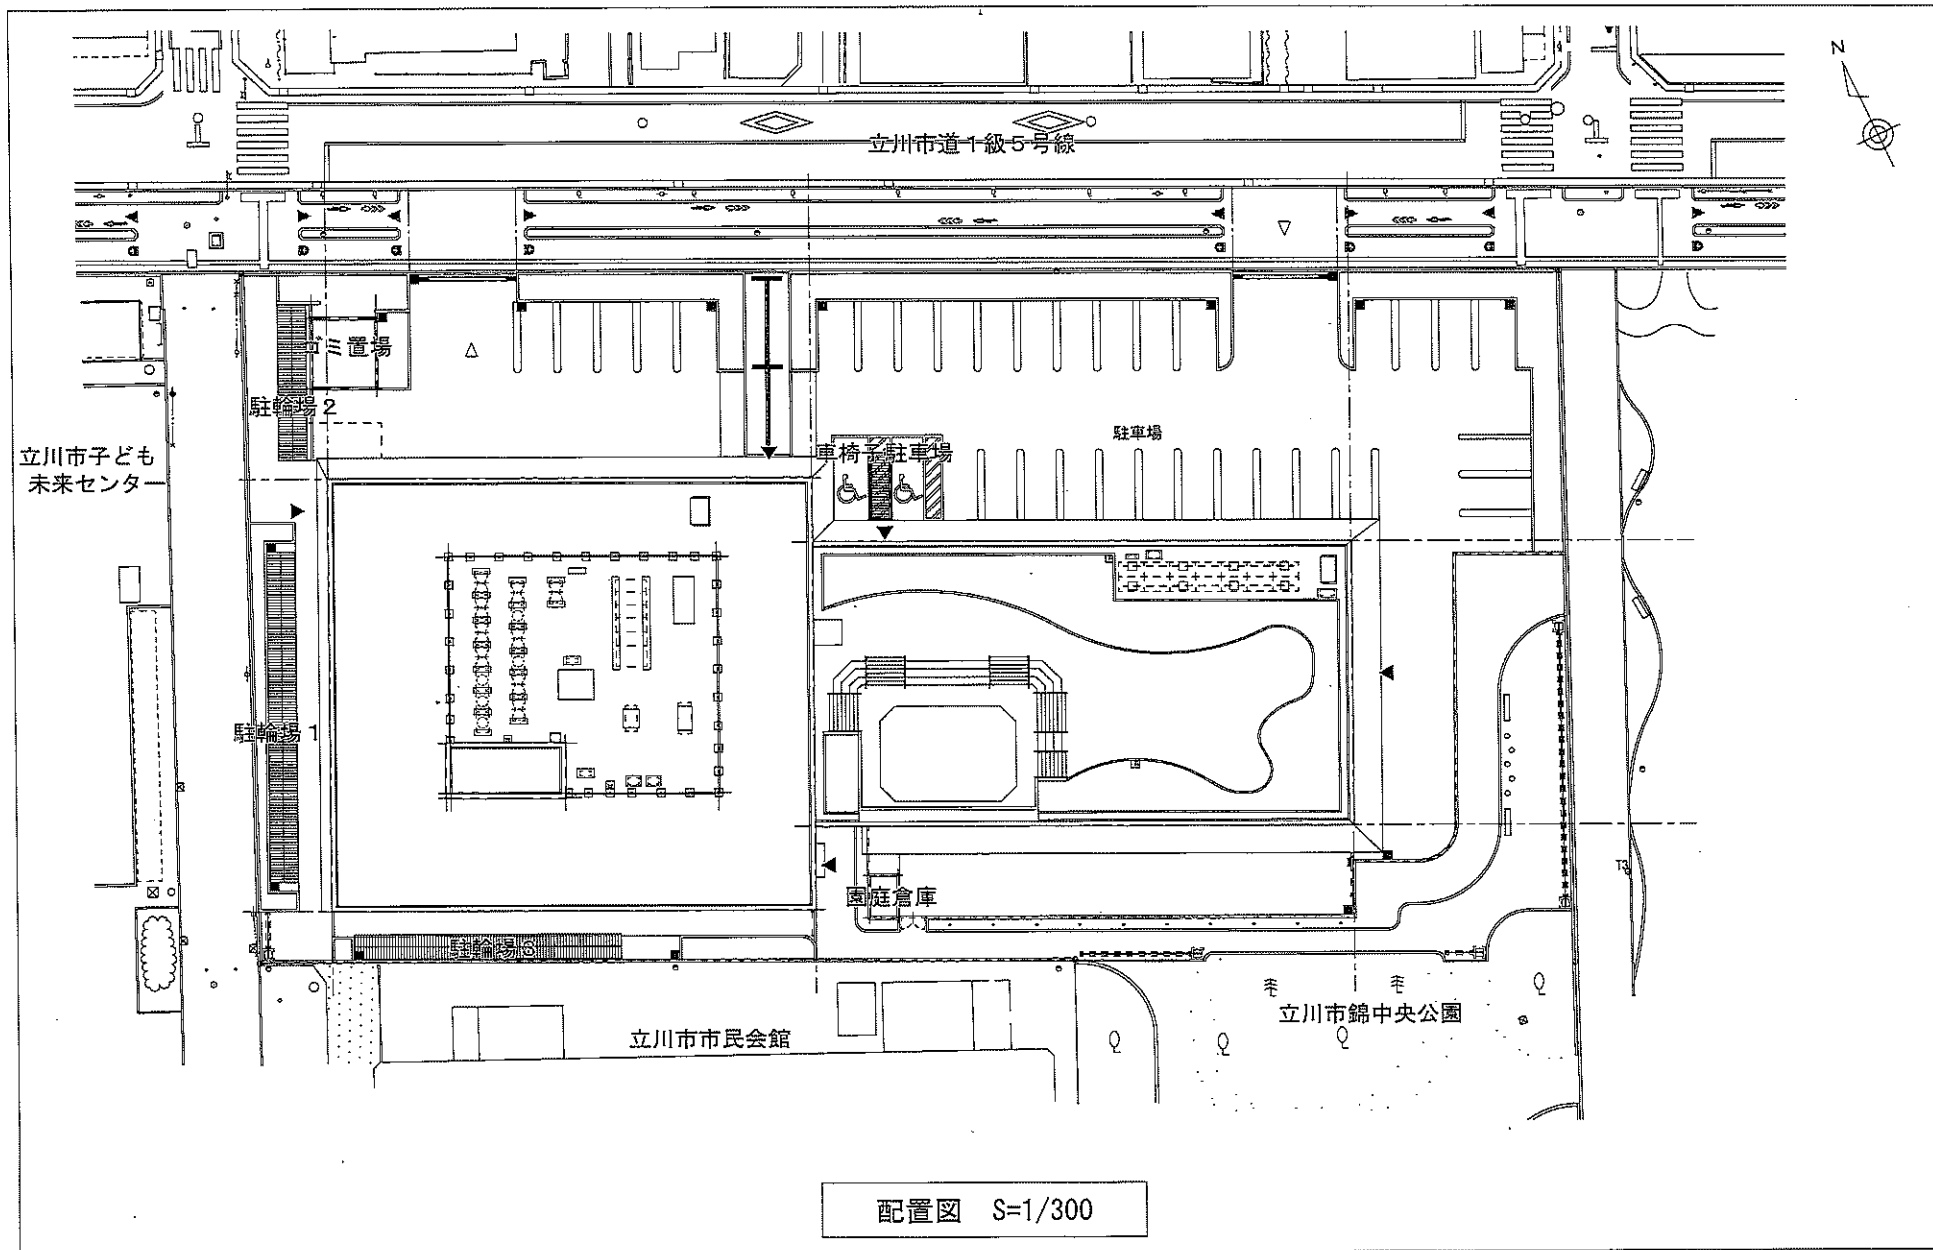 N
立川市道1級5号線
ゴミ置場
駐輪場2
立川市子ども
未来センター
車椅子駐車場
駐車場
駐輪場1
園庭倉庫
駐輪場3
立川市市民会館
立川市錦中央公園
T3
配置図 S=1/300